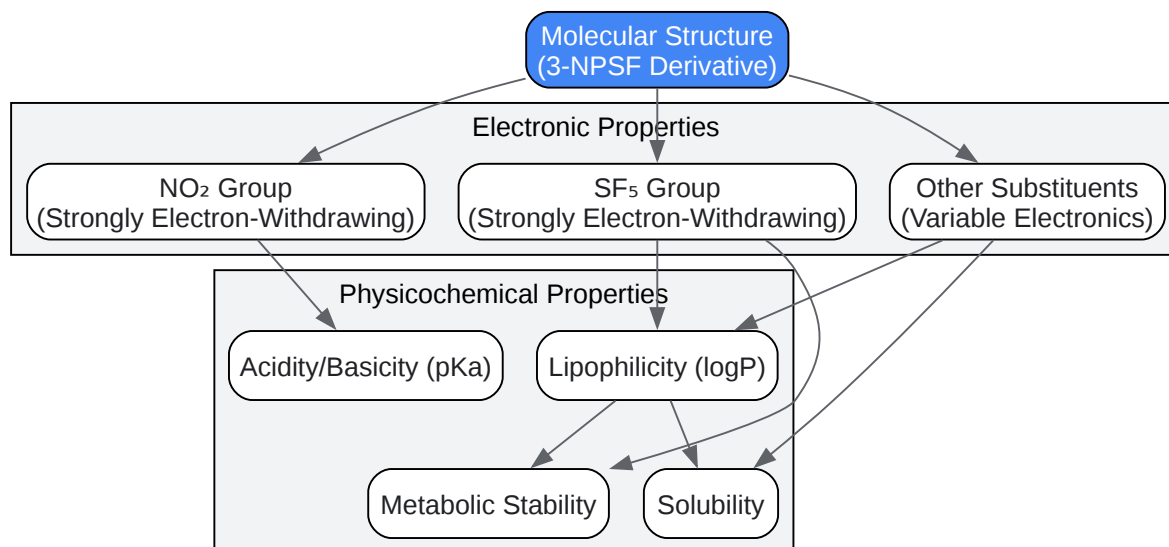 Molecular Structure
(3-NPSF Derivative)
Electronic Properties
NO₂ Group
(Strongly Electron-Withdrawing)
SF₅ Group
(Strongly Electron-Withdrawing)
Other Substituents
(Variable Electronics)
Physicochemical Properties
Acidity/Basicity (pKa)
Lipophilicity (logP)
Metabolic Stability
Solubility